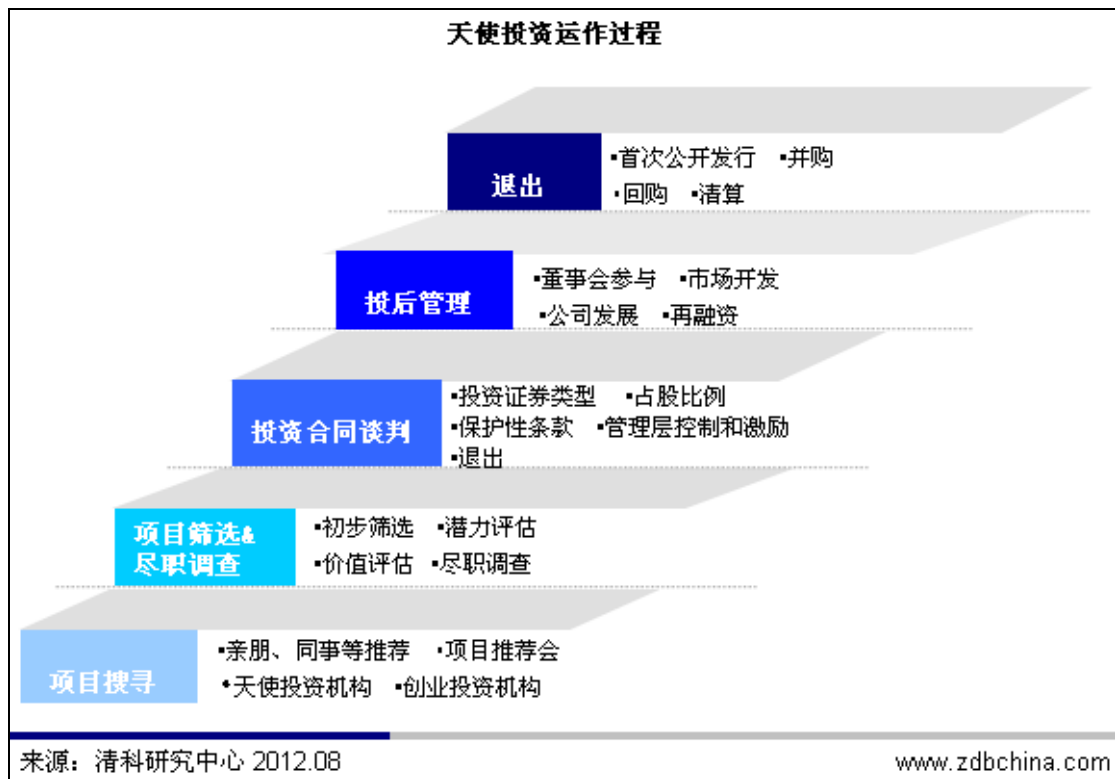 天使投资运作过程
退出
▪首次公开发行 ▪并购
▪回购 ▪清算
投后管理
▪董事会参与 ▪市场开发
▪公司发展 ▪再融资
投资合同谈判
▪投资证券类型 ▪占股比例
▪保护性条款 ▪管理层控制和激励
▪退出
项目筛选&
尽职调查
▪初步筛选 ▪潜力评估
▪价值评估 ▪尽职调查
项目搜寻
▪亲朋、同事等推荐 ▪项目推荐会
•天使投资机构 ▪创业投资机构
来源：清科研究中心 2012.08 www.zdbchina.com